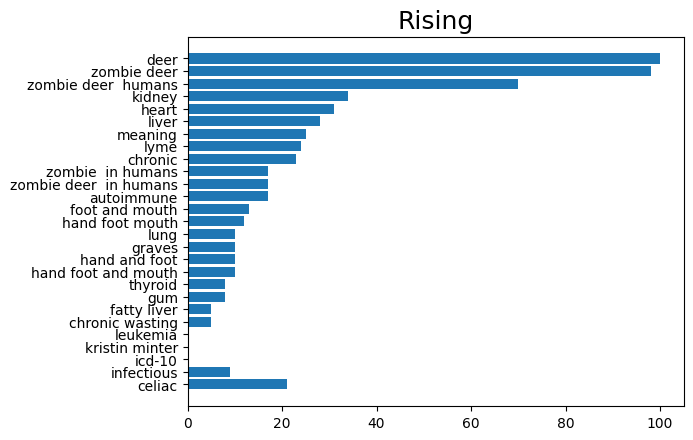 Rising
deer
zombie deer
zombie deer  humans
kidney
heart
liver
meaning
lyme
chronic
zombie  in humans
zombie deer  in humans
autoimmune
foot and mouth
hand foot mouth
lung
graves
hand and foot
hand foot and mouth
thyroid
gum
fatty liver
chronic wasting
leukemia
kristin minter
icd-10
infectious
celiac
0 20 40 60 80 100